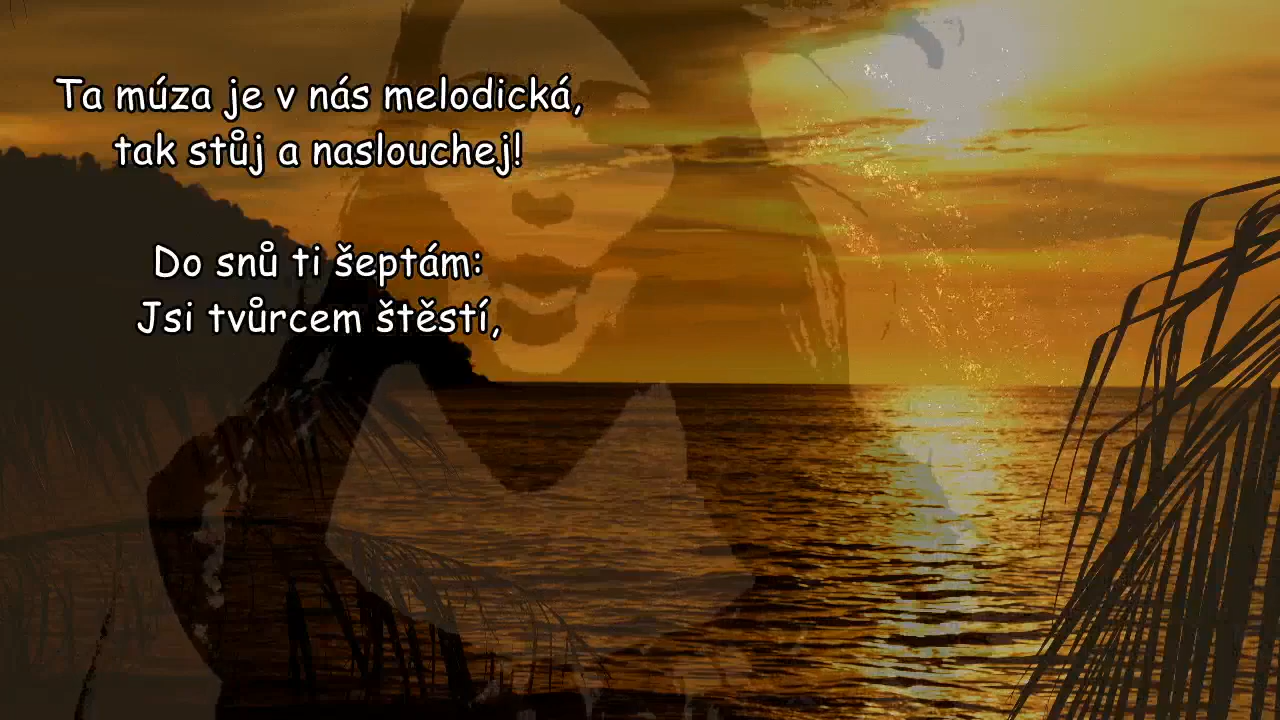 Ta múza je v nás melodická,
tak stůj a naslouchej!
Do snů ti šeptám:
Jsi tvůrcem štěstí,